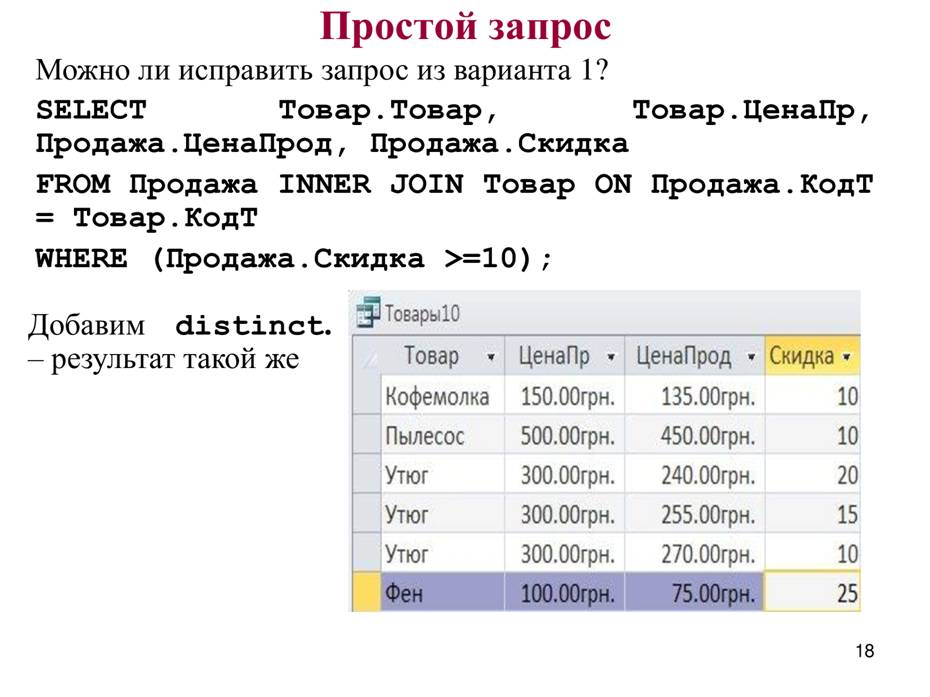 Простой запрос
Можно ли исправить запрос из варианта 1?
SELECT Товар.Товар, Товар.ЦенаПр,
Продажа.ЦенаПрод, Продажа.Скидка
FROM Продажа INNER JOIN Товар ON Продажа.КодТ
= Товар.КодТ
WHERE (Продажа.Скидка >=10);
Добавим distinct.
– результат такой же
Товары10
Товар ЦенаПр ЦенаПрод Скидка
Кофемолка 150.00грн. 135.00грн. 10
Пылесос 500.00грн. 450.00грн. 10
Утюг 300.00грн. 240.00грн. 20
Утюг 300.00грн. 255.00грн. 15
Утюг 300.00грн. 270.00грн. 10
Фен 100.00грн. 75.00грн. 25
18